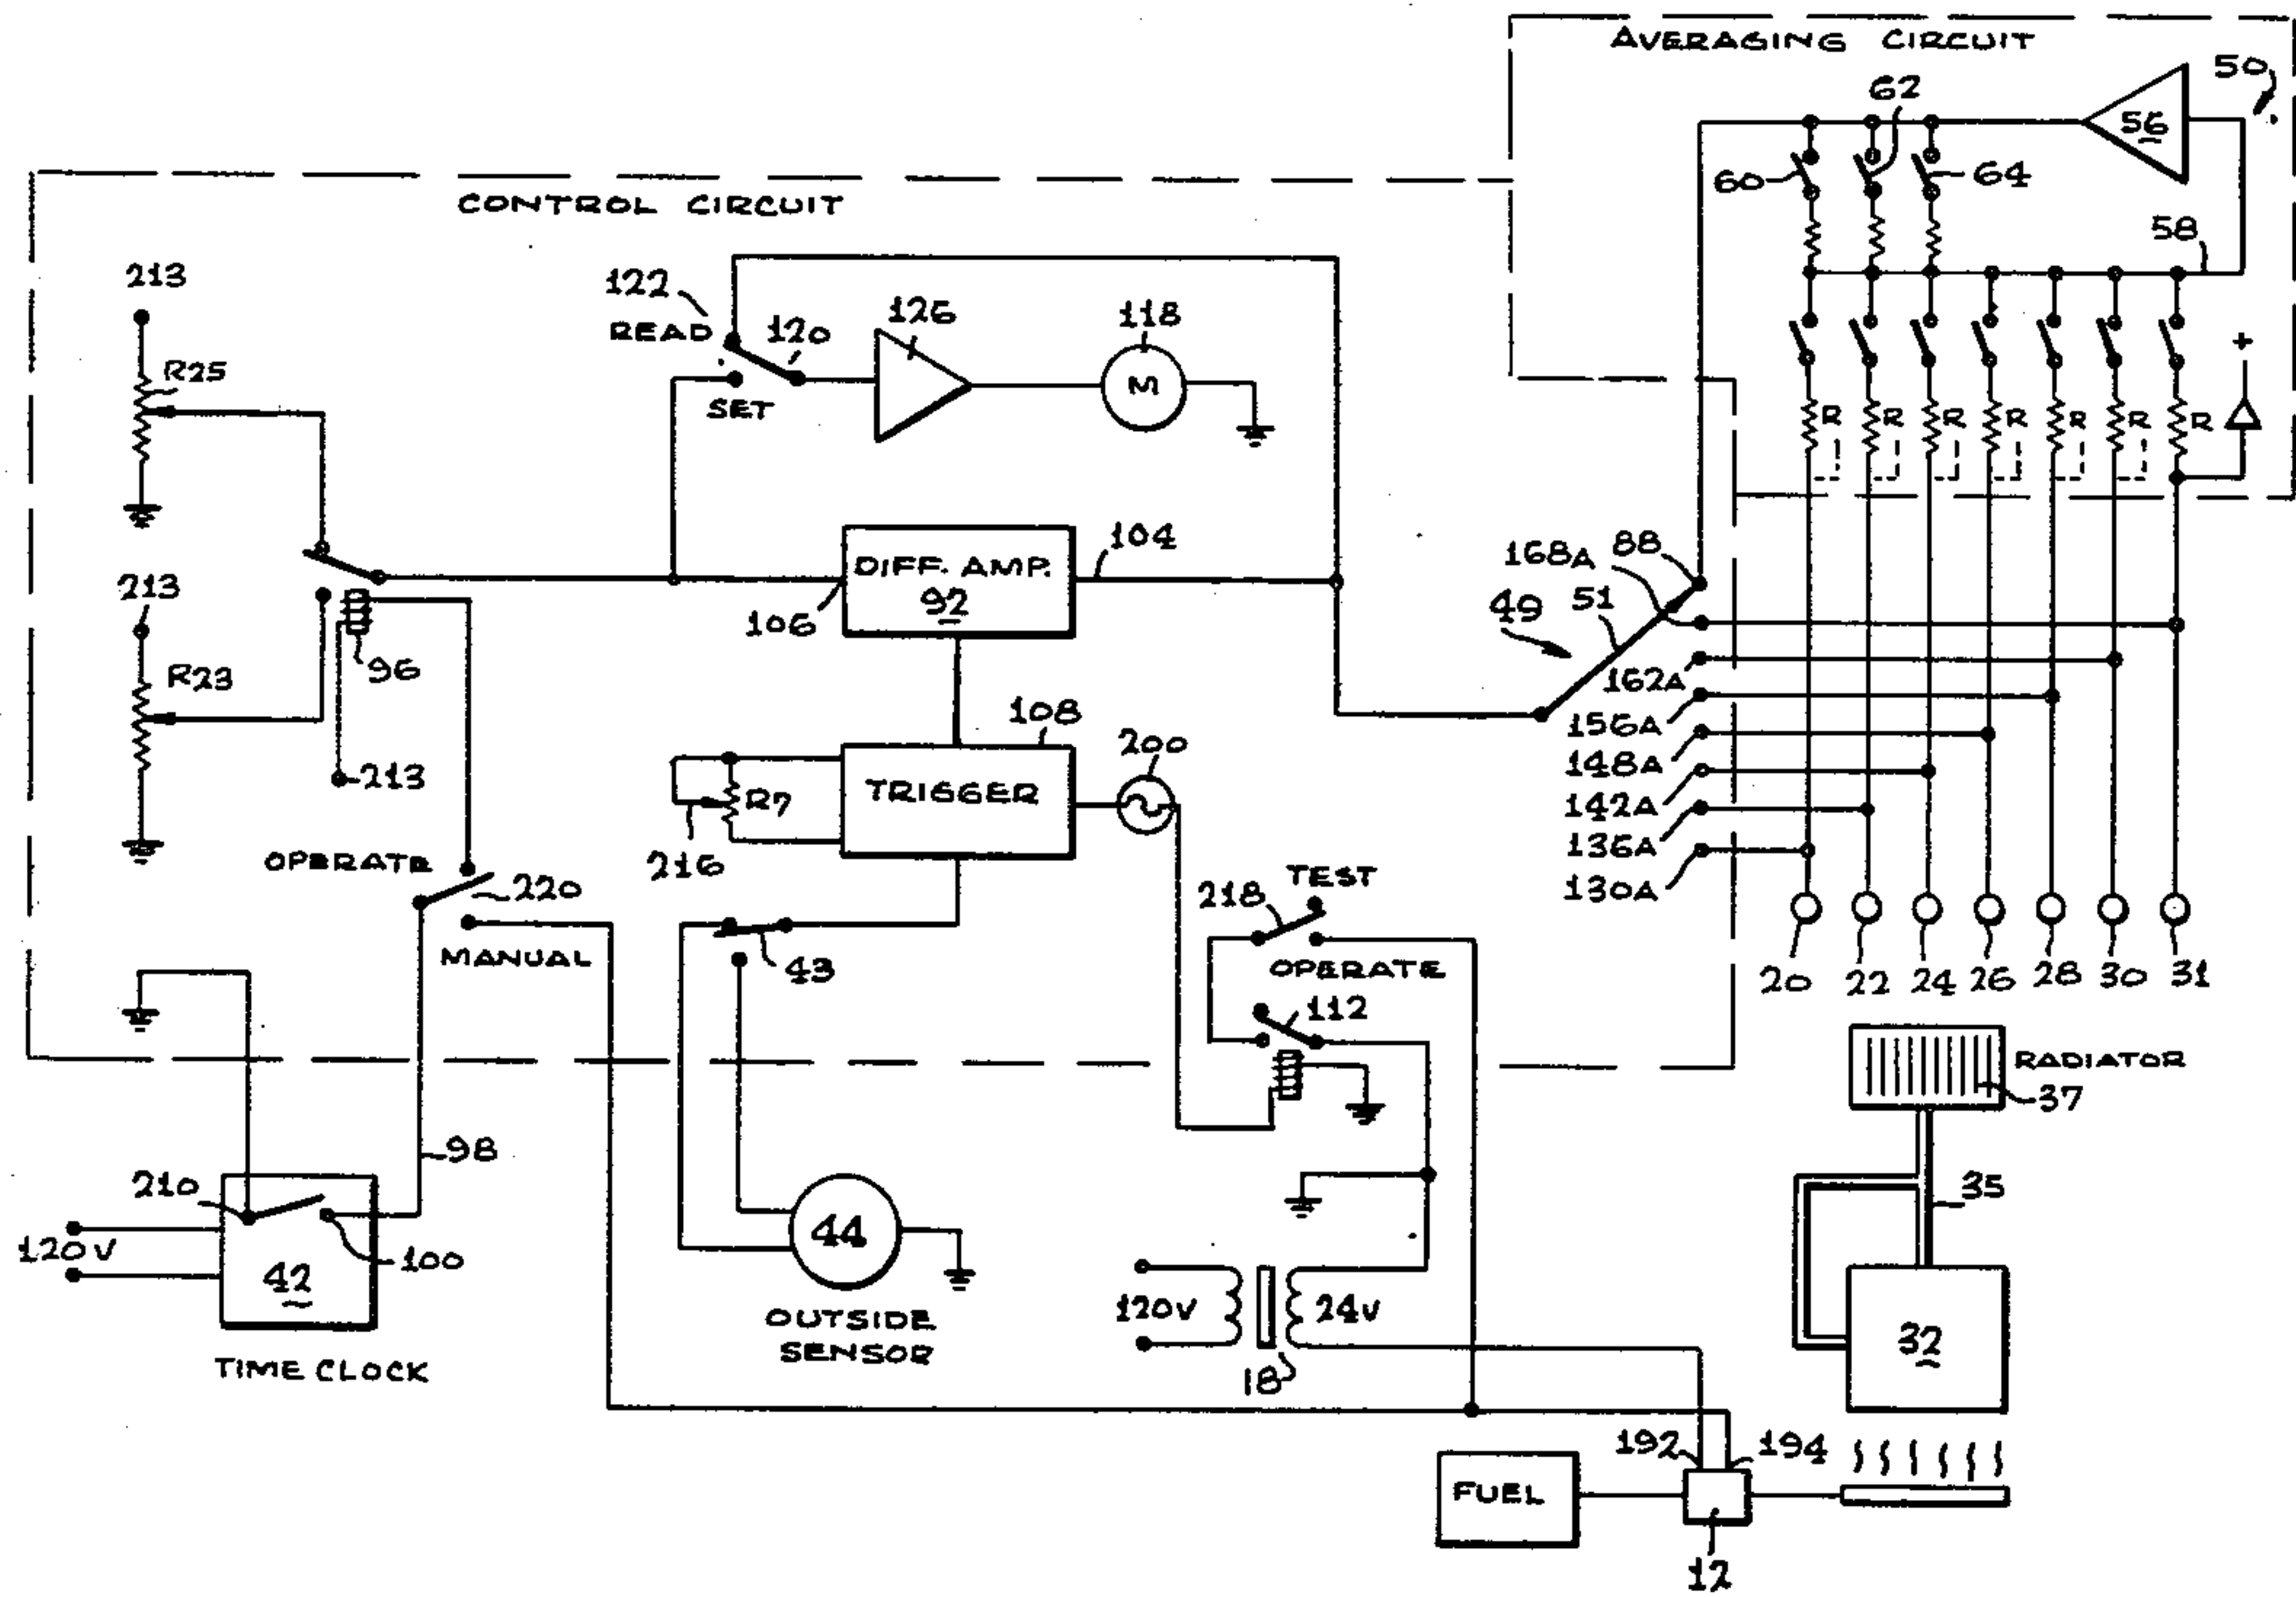 AVERAGING CIRCUIT
50
56
62
60
64
58
CONTROL CIRCUIT
213
R25
122
READ
120
126
118
M
SET
+
R R R R R R R
DIFF. AMP.
92
104
106
213
96
R23
213
168A
88
49
51
162A
156A
148A
142A
136A
130A
108
TRIGGER
200
R7
216
OPERATE
220
MANUAL
43
TEST
218
OPERATE
112
20 22 24 26 28 30 31
RADIATOR
37
98
210
120V
100
42
TIME CLOCK
44
OUTSIDE
SENSOR
120V
24V
18
35
32
192
194
FUEL
12